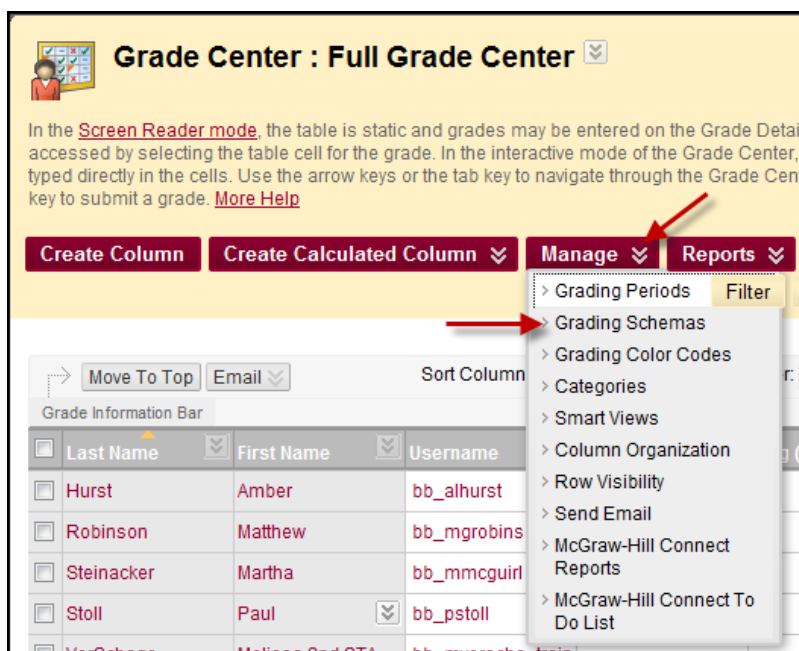 Grade Center : Full Grade Center
In the Screen Reader mode, the table is static and grades may be entered on the Grade Detai
accessed by selecting the table cell for the grade. In the interactive mode of the Grade Center,
typed directly in the cells. Use the arrow keys or the tab key to navigate through the Grade Cen
key to submit a grade. More Help
Create Column Create Calculated Column Manage Reports
Grading Periods Filter
Grading Schemas
Grading Color Codes
Categories
Smart Views
Column Organization
Row Visibility
Send Email
McGraw-Hill Connect
Reports
McGraw-Hill Connect To
Do List
Move To Top Email Sort Column
Grade Information Bar
Last Name First Name Username
Hurst Amber bb_alhurst
Robinson Matthew bb_mgrobins
Steinacker Martha bb_mmcguirl
Stoll Paul bb_pstoll